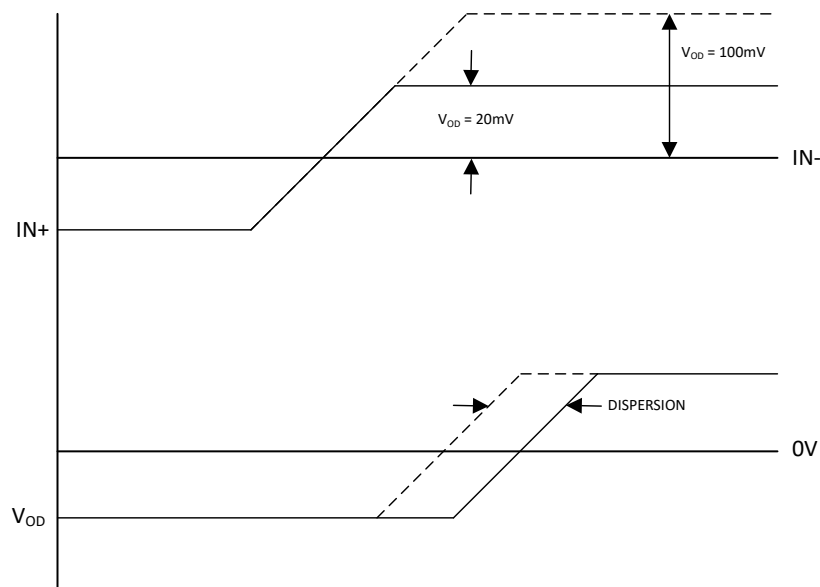 V_OD = 100mV
V_OD = 20mV
IN-
IN+
DISPERSION
0V
V_OD